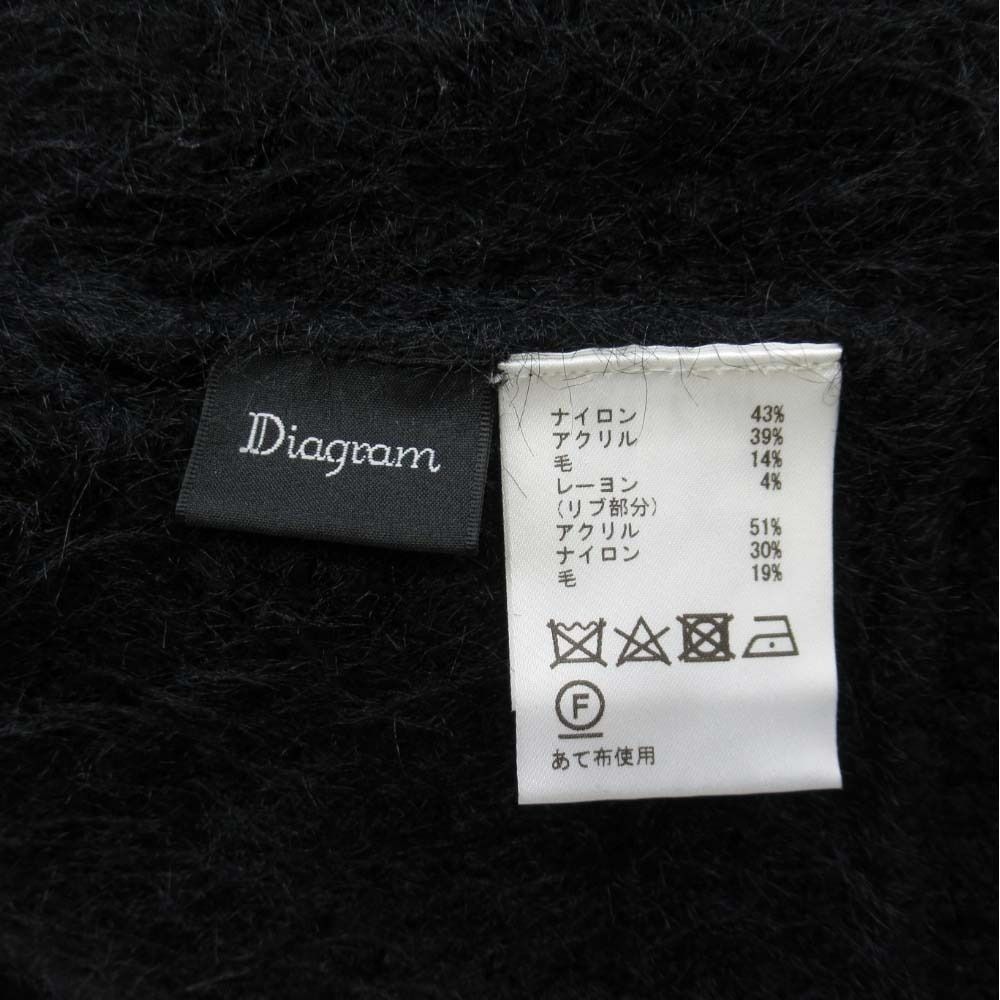 Diagram
ナイロン 43%
アクリル 39%
毛 14%
レーヨン 4%
(リブ部分)
アクリル 51%
ナイロン 30%
毛 19%
F
あて布使用